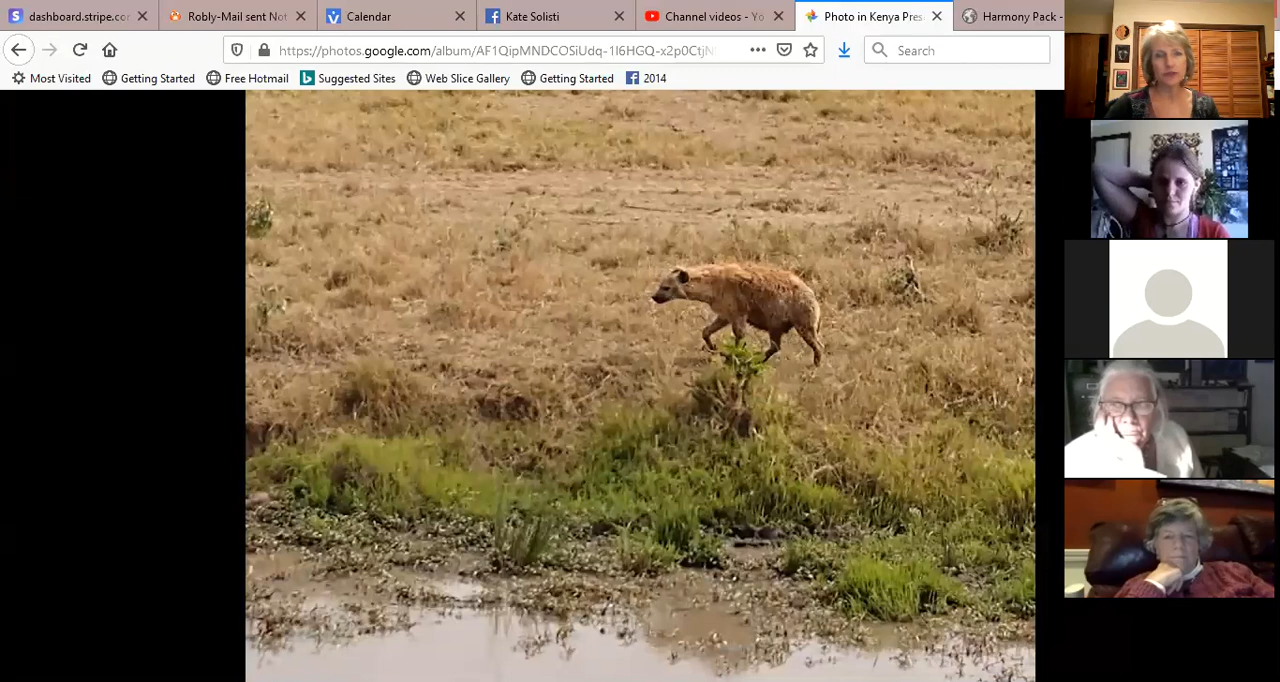 dashboard.stripe.co
Robly-Mail sent Not
Calendar
Kate Solisti
Channel videos - Yo
Photo in Kenya Pres
Harmony Pack -
https://photos.google.com/album/AF1QipMNDCOSiUdq-1I6HGQ-x2p0CtjN
Search
Most Visited
Getting Started
Free Hotmail
Suggested Sites
Web Slice Gallery
Getting Started
2014